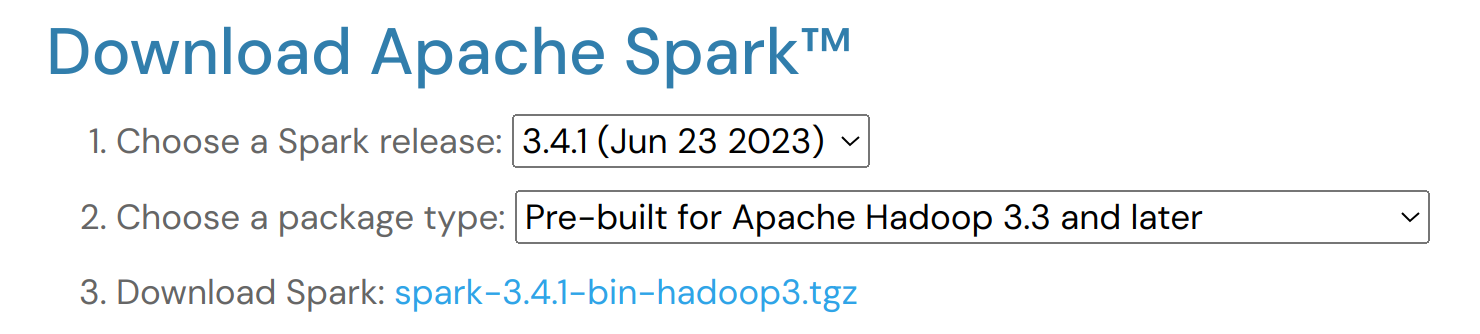 Download Apache Spark™
1. Choose a Spark release: 3.4.1 (Jun 23 2023)
2. Choose a package type: Pre-built for Apache Hadoop 3.3 and later
3. Download Spark: spark-3.4.1-bin-hadoop3.tgz